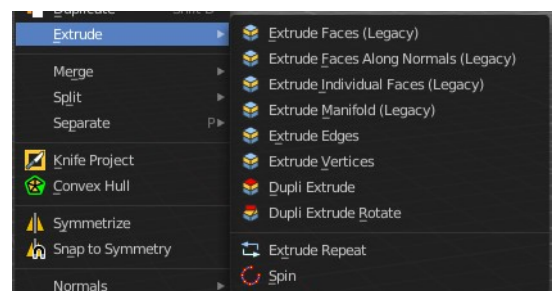 Duplicate Shift D
Extrude
Merge
Split
Separate P
Knife Project
Convex Hull
Symmetrize
Snap to Symmetry
Normals
Extrude Faces (Legacy)
Extrude Faces Along Normals (Legacy)
Extrude Individual Faces (Legacy)
Extrude Manifold (Legacy)
Extrude Edges
Extrude Vertices
Dupli Extrude
Dupli Extrude Rotate
Extrude Repeat
Spin